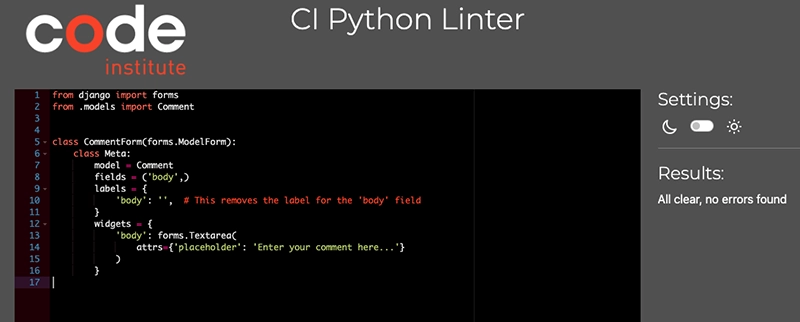 code
institute
CI Python Linter
1 from django import forms
2 from .models import Comment
3
4
5 class CommentForm(forms.ModelForm):
6     class Meta:
7         model = Comment
8         fields = ('body',)
9         labels = {
10             'body': '',  # This removes the label for the 'body' field
11         }
12         widgets = {
13             'body': forms.Textarea(
14                 attrs={'placeholder': 'Enter your comment here...'}
15             )
16         }
17
Settings:
Results:
All clear, no errors found